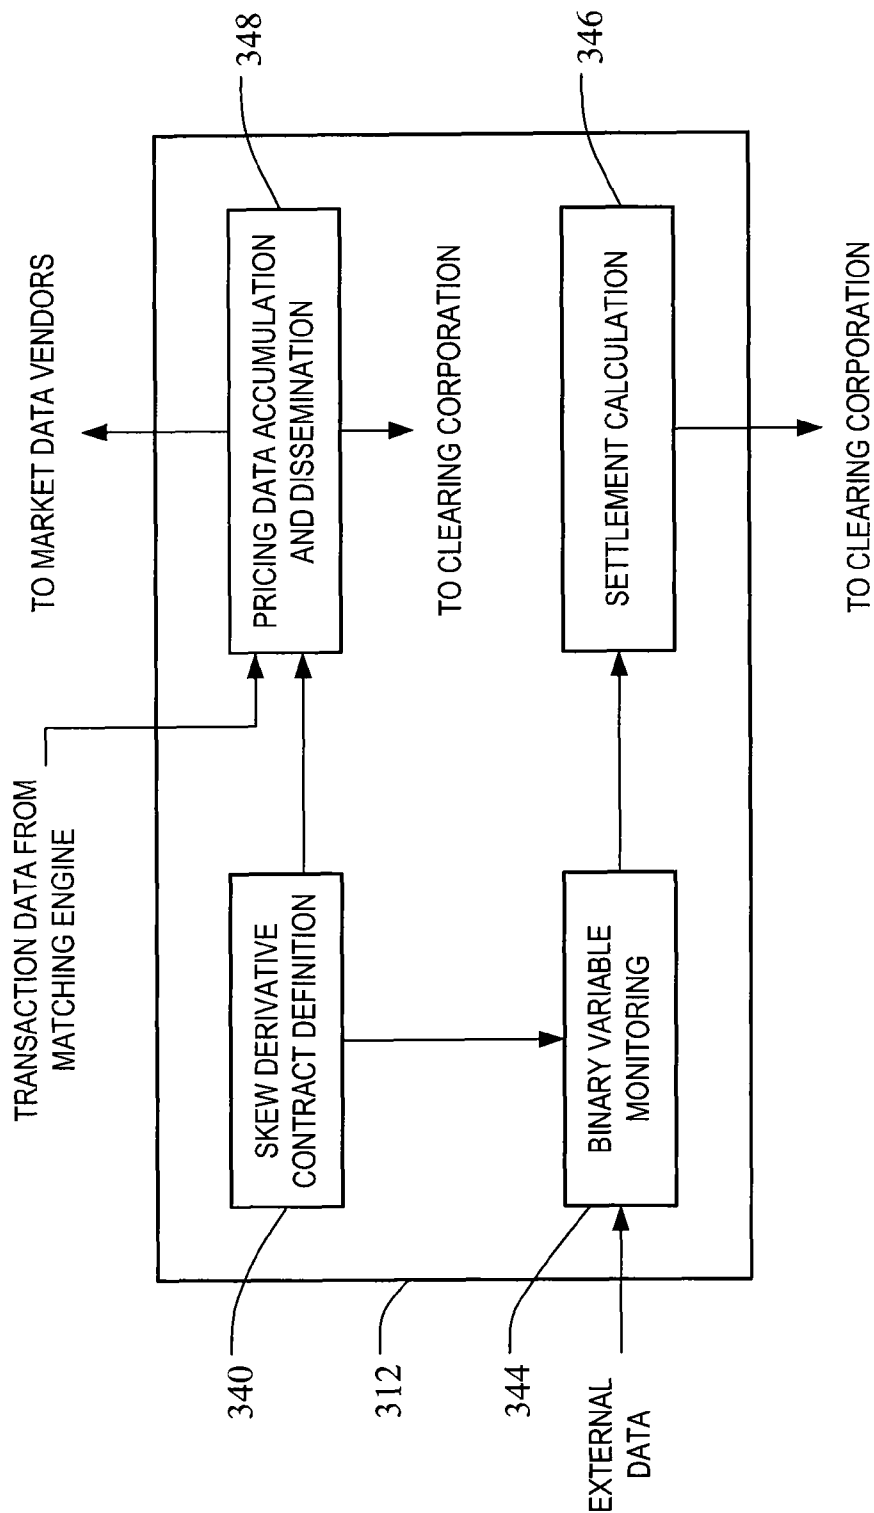 TO MARKET DATA VENDORS
TRANSACTION DATA FROM
MATCHING ENGINE
348
PRICING DATA ACCUMULATION
AND DISSEMINATION
TO CLEARING CORPORATION
340
SKEW DERIVATIVE
CONTRACT DEFINITION
312
344
BINARY VARIABLE
MONITORING
EXTERNAL
DATA
346
SETTLEMENT CALCULATION
TO CLEARING CORPORATION